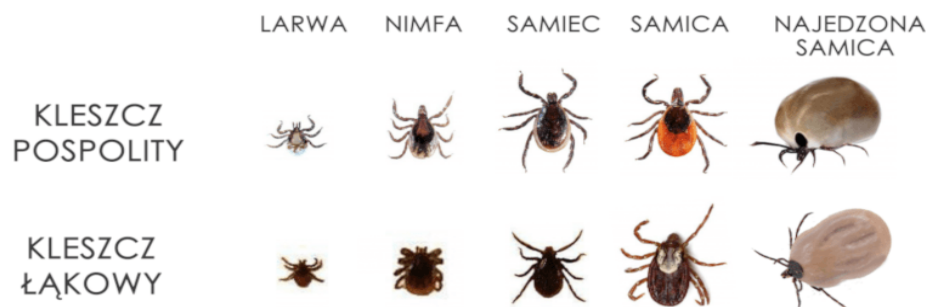 LARWA NIMFA SAMIEC SAMICA NAJEDZONA
SAMICA
KLESZCZ
POSPOLITY
KLESZCZ
ŁĄKOWY